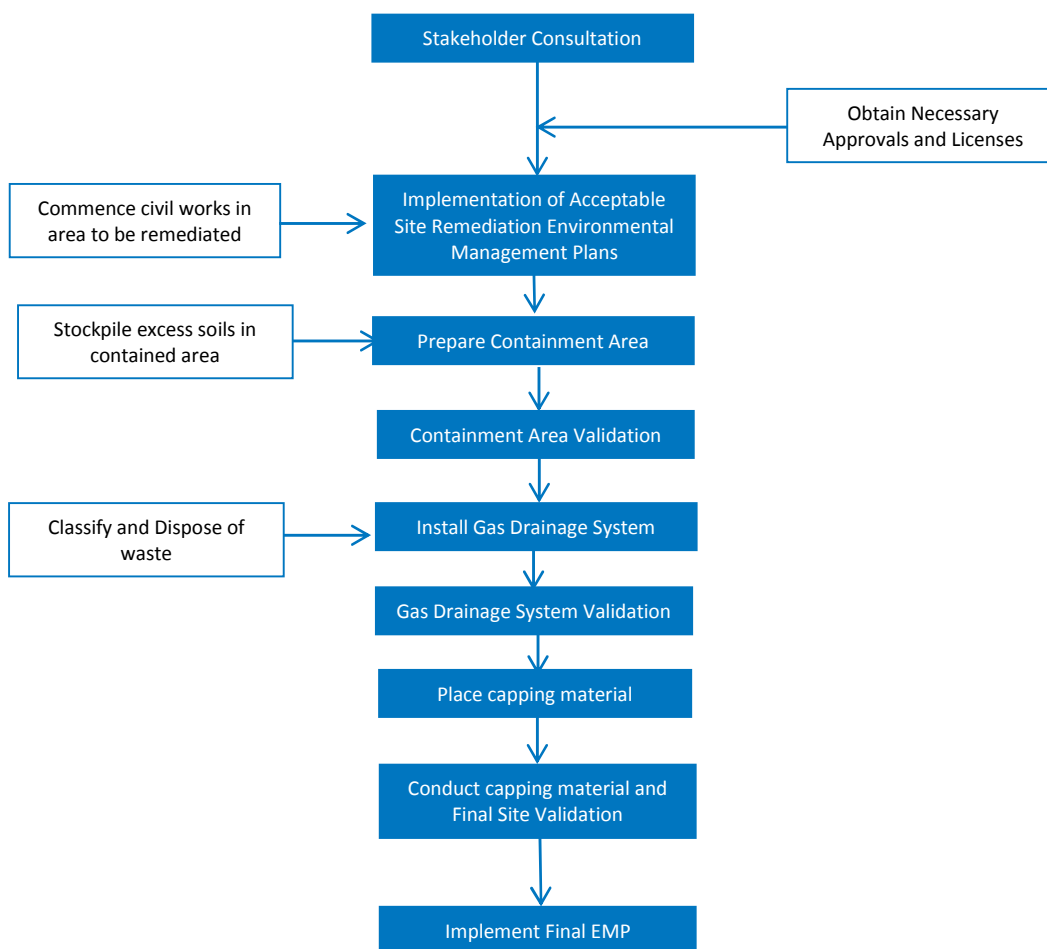 Stakeholder Consultation
Obtain Necessary
Approvals and Licenses
Commence civil works in
area to be remediated
Implementation of Acceptable
Site Remediation Environmental
Management Plans
Stockpile excess soils in
contained area
Prepare Containment Area
Containment Area Validation
Classify and Dispose of
waste
Install Gas Drainage System
Gas Drainage System Validation
Place capping material
Conduct capping material and
Final Site Validation
Implement Final EMP